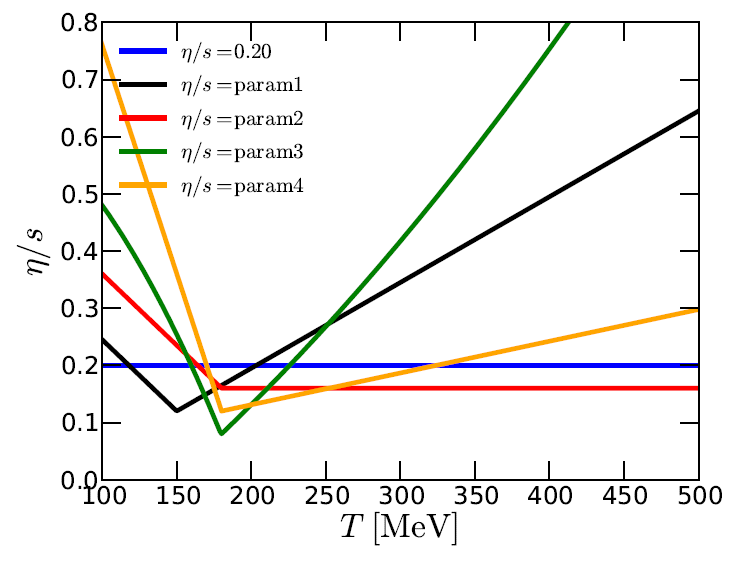 0.8
0.7
0.6
0.5
0.4
0.3
0.2
0.1
0.0
η/s
η/s=0.20
η/s=param1
η/s=param2
η/s=param3
η/s=param4
100 150 200 250 300 350 400 450 500
T [MeV]